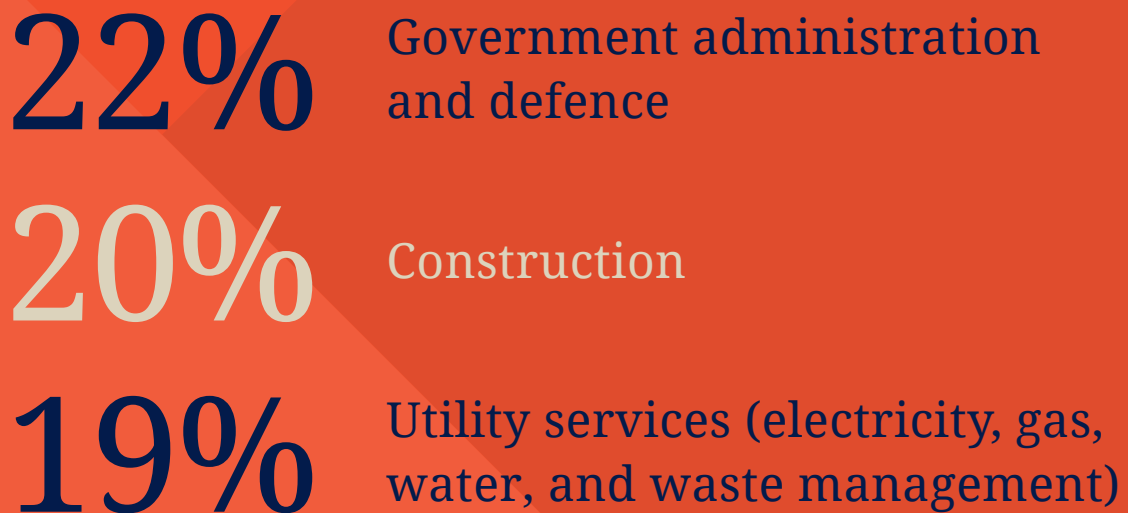 22%
Government administration
and defence
20%
Construction
19%
Utility services (electricity, gas,
water, and waste management)